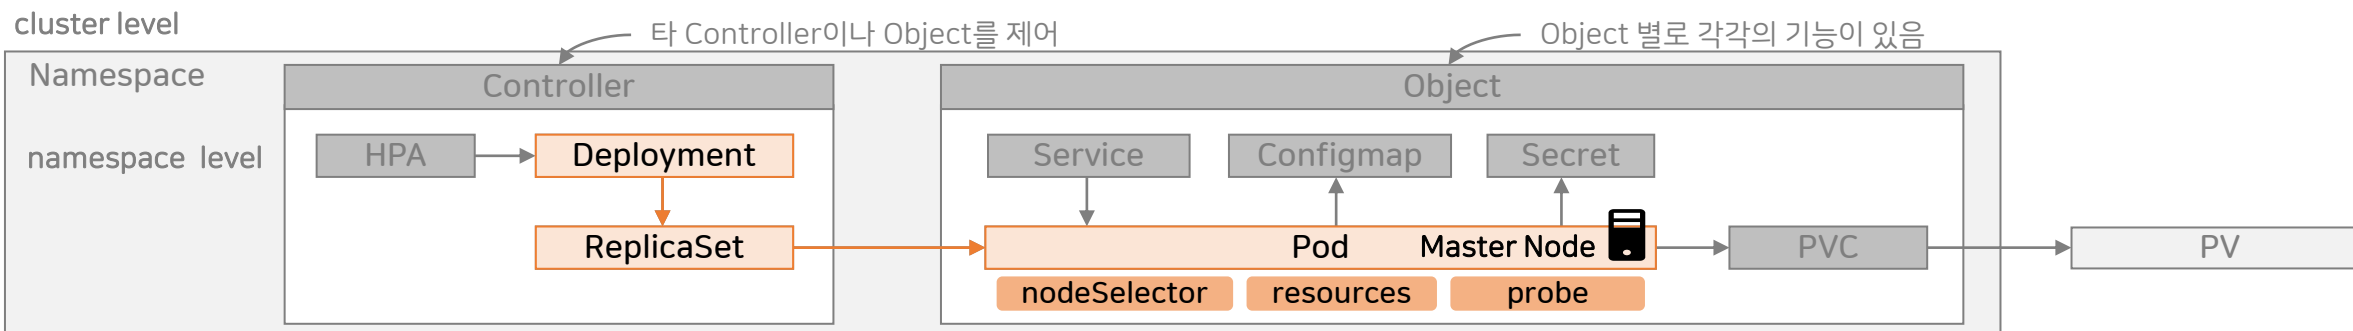 cluster level
타 Controller이나 Object를 제어
Object 별로 각각의 기능이 있음
Namespace
Controller
Object
namespace level
HPA
Deployment
Service
Configmap
Secret
ReplicaSet
Pod
Master Node
PVC
PV
nodeSelector
resources
probe